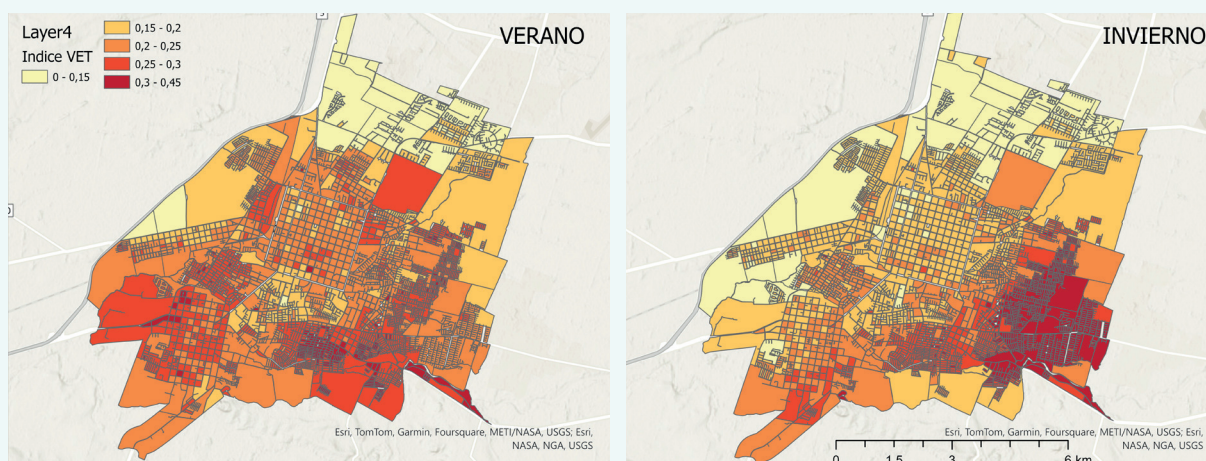 Layer4
Indice VET
0 - 0,15
0,15 - 0,2
0,2 - 0,25
0,25 - 0,3
0,3 - 0,45
VERANO
Esri, TomTom, Garmin, Foursquare, METI/NASA, USGS; Esri,
NASA, NGA, USGS
INVIERNO
Esri, TomTom, Garmin, Foursquare, METI/NASA, USGS; Esri,
NASA, NGA, USGS
0 1,5 3 6 km